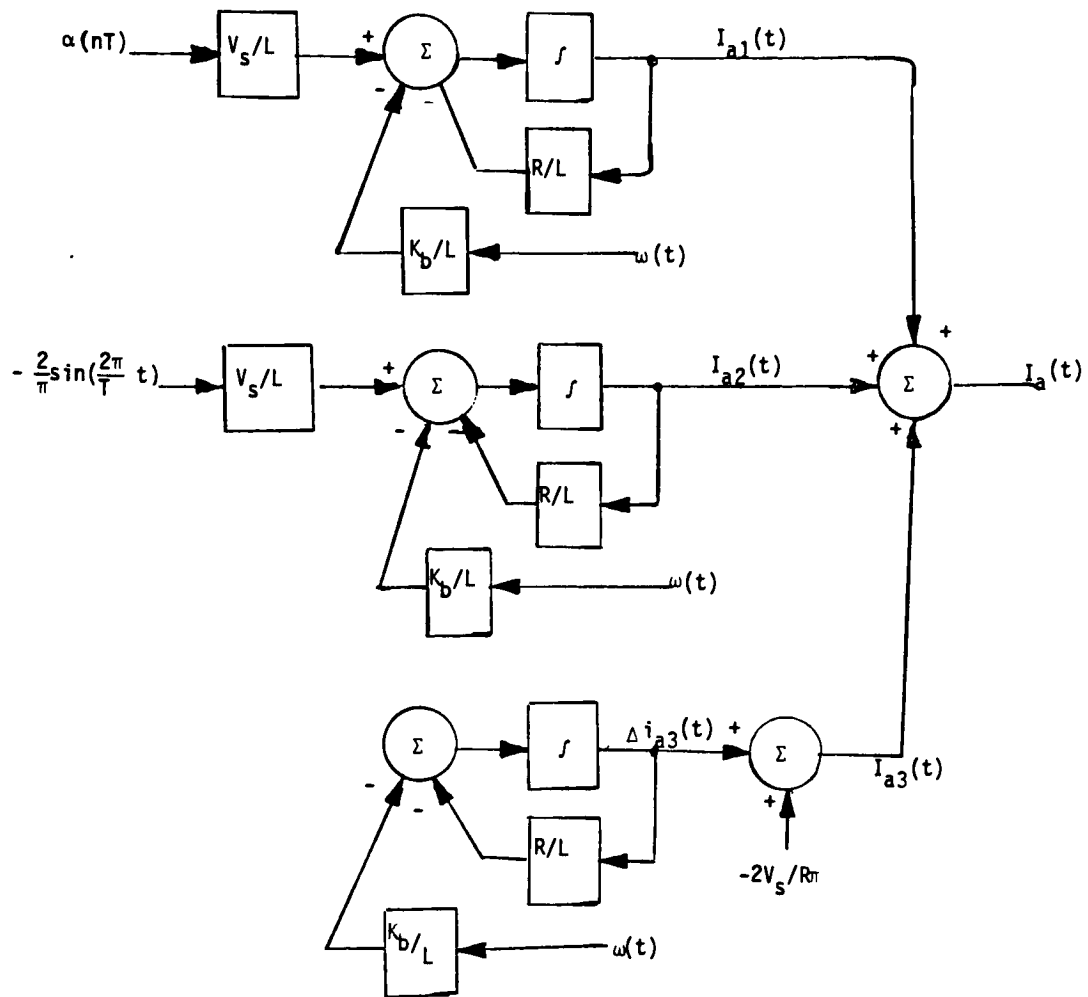 α(nT)
V_s/L
+
Σ
-
-
∫
I_a1(t)
R/L
K_b/L
ω(t)
- 2/π sin(2π/T t)
V_s/L
+
Σ
-
-
∫
I_a2(t)
R/L
K_b/L
ω(t)
+
+
+
Σ
I_a(t)
Σ
-
-
∫
Δi_a3(t)
+
Σ
+
I_a3(t)
R/L
-2V_s/Rπ
K_b/L
ω(t)